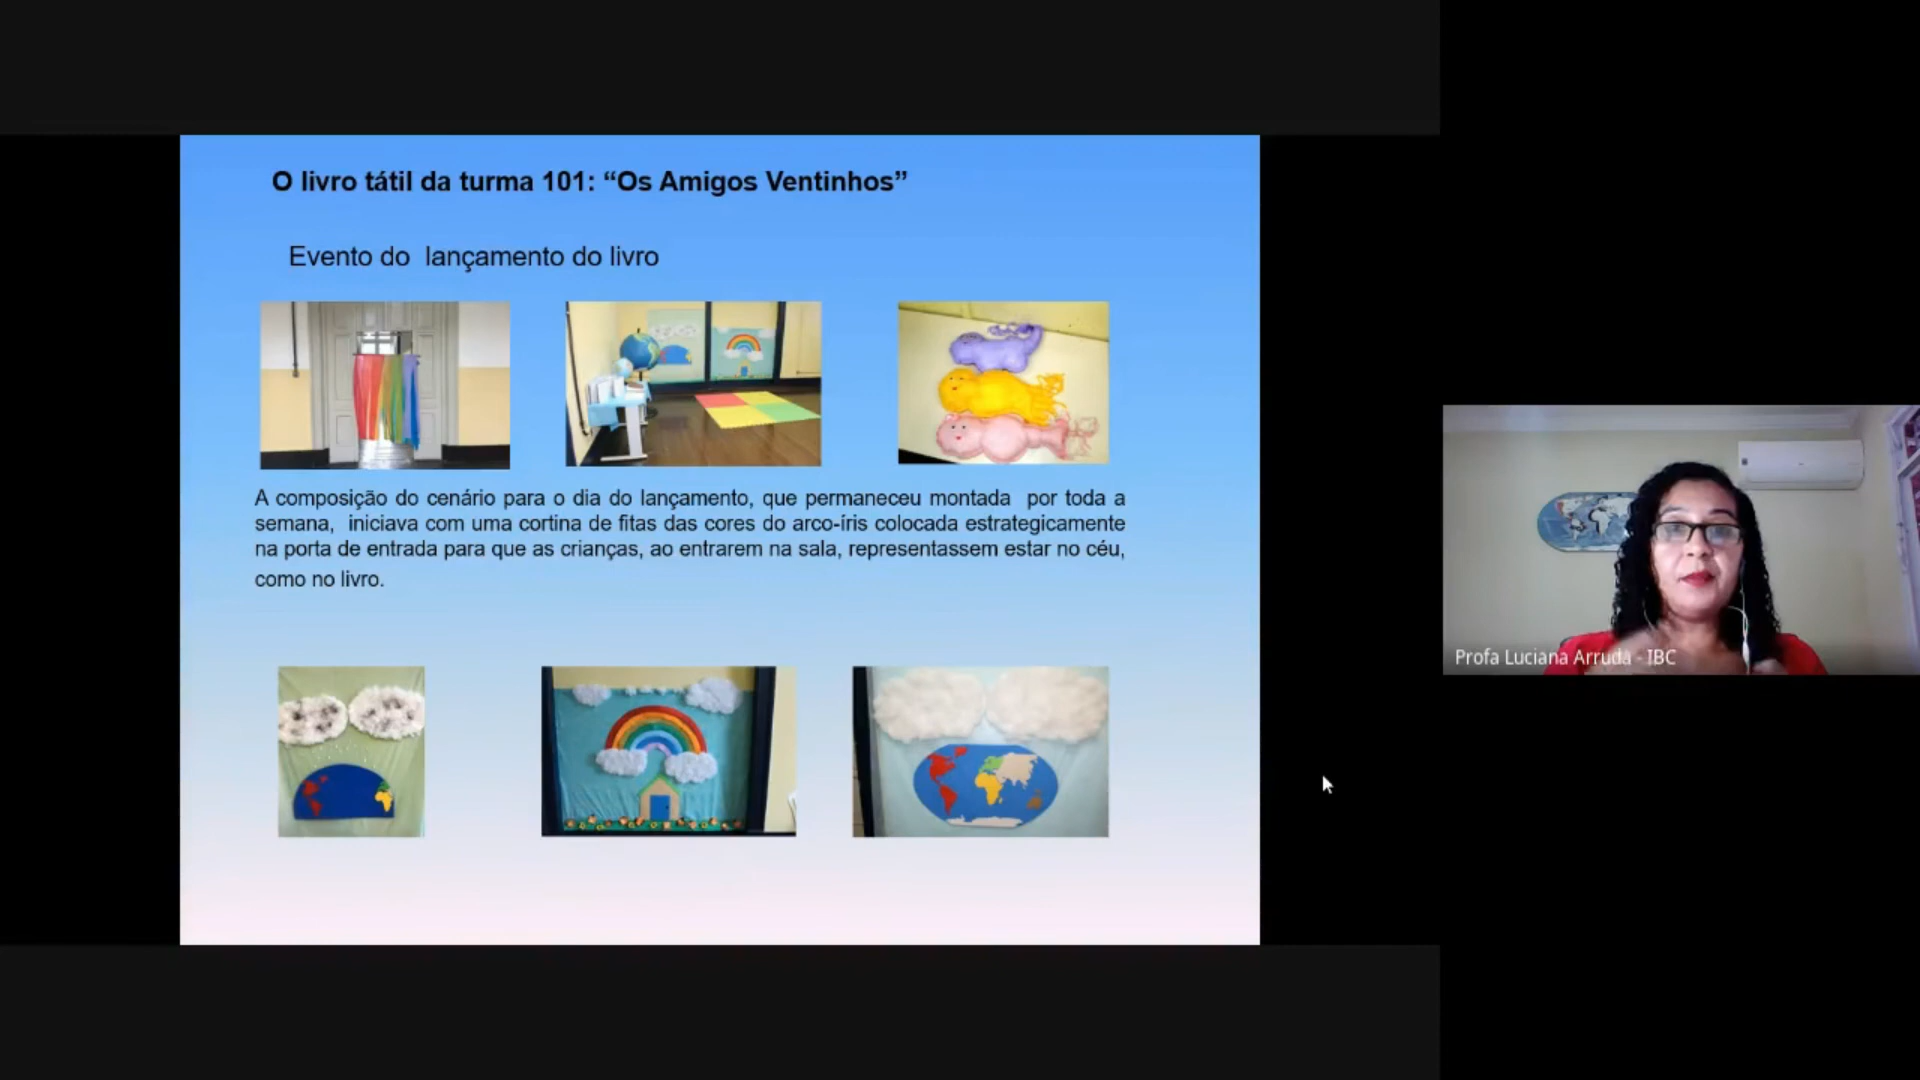 O livro tátil da turma 101: “Os Amigos Ventinhos”
Evento do lançamento do livro
A composição do cenário para o dia do lançamento, que permaneceu montada por toda a
semana, iniciava com uma cortina de fitas das cores do arco-íris colocada estrategicamente
na porta de entrada para que as crianças, ao entrarem na sala, representassem estar no céu,
como no livro.
Profa Luciana Arruda - IBC